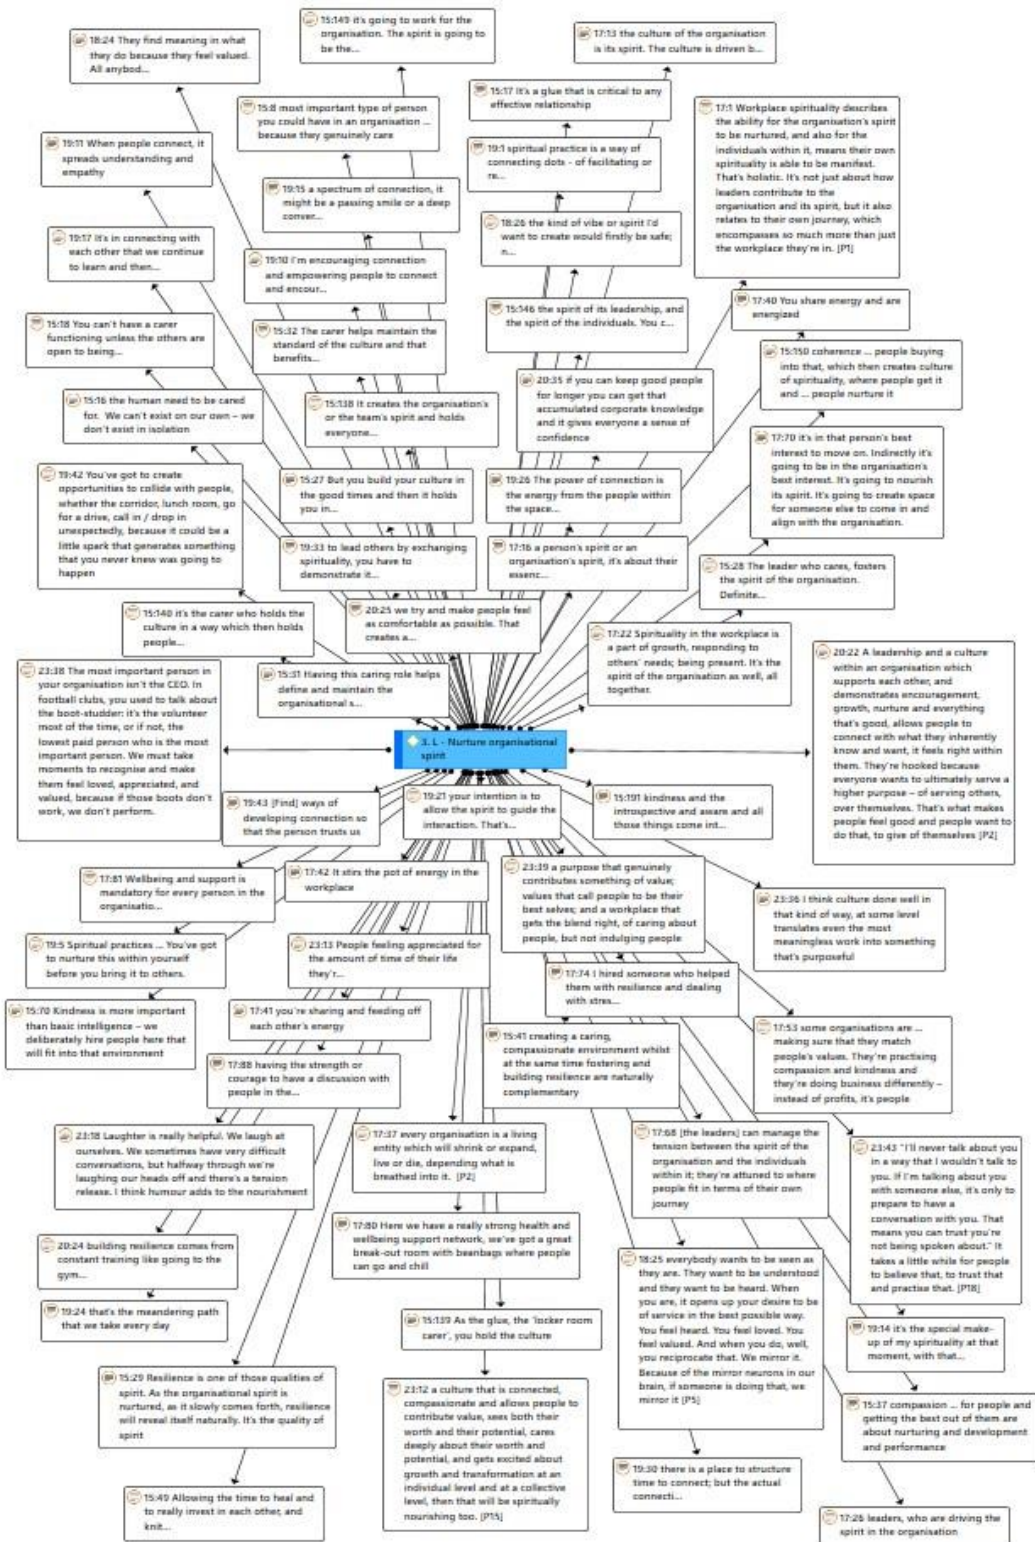 15:149 it's going to work for the
organisation. The spirit is going to
be the...
18:24 They find meaning in what
they do because they feel valued.
All anybod...
17:13 the culture of the organisation
is its spirit. The culture is driven b...
15:17 It's a glue that is critical to any
effective relationship
15:8 most important type of person
you could have in an organisation ...
because they genuinely care
17:1 Workplace spirituality describes
the ability for the organisation's spirit
to be nurtured, and also for the
individuals within it, means their own
spirituality is able to be manifest.
That's holistic. It's not just about how
leaders contribute to the
organisation and its spirit, but it also
relates to their own journey, which
encompasses so much more than just
the workplace they're in. [P1]
19:11 When people connect, it
spreads understanding and
empathy
19:1 spiritual practice is a way of
connecting dots - of facilitating or
re...
19:15 a spectrum of connection, it
might be a passing smile or a deep
conver...
18:26 the kind of vibe or spirit I'd
want to create would firstly be safe;
n...
19:17 It's in connecting with
each other that we continue
to learn and then...
19:10 I'm encouraging connection
and empowering people to connect
and encour...
17:40 You share energy and are
energized
15:146 the spirit of its leadership, and
the spirit of the individuals. You c...
15:18 You can't have a carer
functioning unless the others are
open to being...
15:32 The carer helps maintain the
standard of the culture and that
benefits...
15:150 coherence ... people buying
into that, which then creates culture
of spirituality, where people get it
and ... people nurture it
20:35 if you can keep good people
for longer you can get that
accumulated corporate knowledge
and it gives everyone a sense of
confidence
15:16 the human need to be cared
for. We can't exist on our own – we
don't exist in isolation
15:138 It creates the organisation's
or the team's spirit and holds
everyone...
17:70 it's in that person's best
interest to move on. Indirectly it's
going to be in the organisation's
best interest. It's going to nourish
its spirit. It's going to create space
for someone else to come in and
align with the organisation.
19:42 You've got to create
opportunities to collide with people,
whether the corridor, lunch room, go
for a drive, call in / drop in
unexpectedly, because it could be a
little spark that generates something
that you never knew was going to
happen
15:27 But you build your culture in
the good times and then it holds
you in...
19:26 The power of connection is
the energy from the people within
the space...
19:33 to lead others by exchanging
spirituality, you have to
demonstrate it...
17:16 a person's spirit or an
organisation's spirit, it's about their
essenc...
15:28 The leader who cares, fosters
the spirit of the organisation.
Definite...
15:140 it's the carer who holds the
culture in a way which then holds
people...
20:25 we try and make people feel
as comfortable as possible. That
creates a...
17:22 Spirituality in the workplace is
a part of growth, responding to
others' needs; being present. It's the
spirit of the organisation as well, all
together.
20:22 A leadership and a culture
within an organisation which
supports each other, and
demonstrates encouragement,
growth, nurture and everything
that's good, allows people to
connect with what they inherently
know and want, it feels right within
them. They're hooked because
everyone wants to ultimately serve a
higher purpose – of serving others,
over themselves. That's what makes
people feel good and people want to
do that, to give of themselves [P2]
23:38 The most important person in
your organisation isn't the CEO. In
football clubs, you used to talk about
the boot-studder: it's the volunteer
most of the time, or if not, the
lowest paid person who is the most
important person. We must take
moments to recognise and make
them feel loved, appreciated, and
valued, because if those boots don't
work, we don't perform.
15:31 Having this caring role helps
define and maintain the
organisational s...
3. L - Nurture organisational
spirit
19:43 [Find] ways of
developing connection so
that the person trusts us
19:21 your intention is to
allow the spirit to guide the
interaction. That's...
15:191 kindness and the
introspective and aware and all
those things come int...
17:81 Wellbeing and support is
mandatory for every person in the
organisatio...
17:42 It stirs the pot of energy in the
workplace
23:39 a purpose that genuinely
contributes something of value;
values that call people to be their
best selves; and a workplace that
gets the blend right, of caring about
people, but not indulging people
23:36 I think culture done well in
that kind of way, at some level
translates even the most
meaningless work into something
that's purposeful
19:5 Spiritual practices ... You've got
to nurture this within yourself
before you bring it to others.
23:13 People feeling appreciated for
the amount of time of their life
they'r...
17:74 I hired someone who helped
them with resilience and dealing
with stres...
15:70 Kindness is more important
than basic intelligence – we
deliberately hire people here that
will fit into that environment
17:41 you're sharing and feeding off
each other's energy
15:41 creating a caring,
compassionate environment whilst
at the same time fostering and
building resilience are naturally
complementary
17:53 some organisations are ...
making sure that they match
people's values. They're practising
compassion and kindness and
they're doing business differently –
instead of profits, it's people
17:88 having the strength or
courage to have a discussion with
people in the...
23:18 Laughter is really helpful. We laugh at
ourselves. We sometimes have very difficult
conversations, but halfway through we're
laughing our heads off and there's a tension
release. I think humour adds to the nourishment
17:37 every organisation is a living
entity which will shrink or expand,
live or die, depending what is
breathed into it. [P2]
17:68 [the leaders] can manage the
tension between the spirit of the
organisation and the individuals
within it; they're attuned to where
people fit in terms of their own
journey
23:43 "I'll never talk about you
in a way that I wouldn't talk to
you. If I'm talking about you
with someone else, it's only to
prepare to have a
conversation with you. That
means you can trust you're
not being spoken about." It
takes a little while for people
to believe that, to trust that
and practise that. [P18]
17:80 Here we have a really strong health and
wellbeing support network, we've got a great
break-out room with beanbags where people
can go and chill
20:24 building resilience comes from
constant training like going to the
gym...
18:25 everybody wants to be seen as
they are. They want to be understood
and they want to be heard. When
you are, it opens up your desire to be
of service in the best possible way.
You feel heard. You feel loved. You
feel valued. And when you do, well,
you reciprocate that. We mirror it.
Because of the mirror neurons in our
brain, if someone is doing that, we
mirror it [P5]
19:24 that's the meandering path
that we take every day
15:139 As the glue, the 'locker room
carer', you hold the culture
19:14 it's the special make-
up of my spirituality at that
moment, with that...
15:29 Resilience is one of those qualities of
spirit. As the organisational spirit is
nurtured, as it slowly comes forth, resilience
will reveal itself naturally. It's the quality of
spirit
23:12 a culture that is connected,
compassionate and allows people to
contribute value, sees both their
worth and their potential, cares
deeply about their worth and
potential, and gets excited about
growth and transformation at an
individual level and at a collective
level, then that will be spiritually
nourishing too. [P15]
15:37 compassion ... for people and
getting the best out of them are
about nurturing and development
and performance
19:30 there is a place to structure
time to connect; but the actual
connecti...
15:49 Allowing the time to heal and
to really invest in each other, and
knit...
17:26 leaders, who are driving the
spirit in the organisation